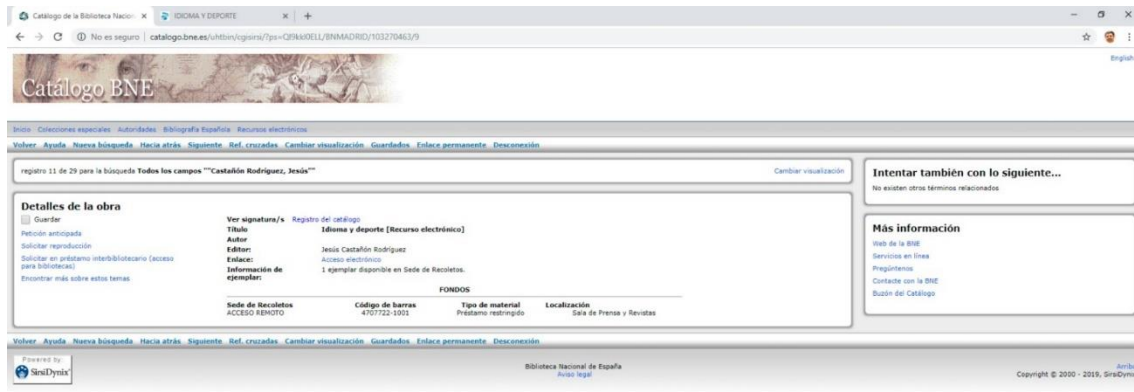 Catálogo de la Biblioteca Nacion
IDIOMA Y DEPORTE
No es seguro | catalogo.bne.es/uhtbin/cgisirsi/?ps=
English
Catálogo BNE
Inicio Colecciones especiales Autoridades Bibliografía Española Recursos electrónicos
Volver Ayuda Nueva búsqueda Hacia atrás Siguiente Ref. cruzadas Cambiar visualización Guardados Enlace permanente Desconexión
registro 11 de 29 para la búsqueda Todos los campos ""Castañón Rodríguez, Jesús""
Cambiar visualización
Intentar también con lo siguiente...
No existen otros términos relacionados
Detalles de la obra
Guardar
Petición anticipada
Solicitar reproducción
Solicitar en préstamo interbibliotecario (acceso
para bibliotecas)
Encontrar más sobre estos temas
Ver signatura/s Registro del catálogo
Título Idioma y deporte [Recurso electrónico]
Autor
Editor: Jesús Castañón Rodríguez
Enlace: Acceso electrónico
Información de 1 ejemplar disponible en Sede de Recoletos.
ejemplar:
FONDOS
Sede de Recoletos Código de barras Tipo de material Localización
ACCESO REMOTO 4707722-1001 Préstamo restringido Sala de Prensa y Revistas
Más información
Web de la BNE
Servicios en línea
Pregúntenos
Contacte con la BNE
Buzón del Catálogo
Volver Ayuda Nueva búsqueda Hacia atrás Siguiente Ref. cruzadas Cambiar visualización Guardados Enlace permanente Desconexión
Powered by
SirsiDynix
Biblioteca Nacional de España
Aviso legal
Arriba
Copyright © 2000 - 2019, SirsiDynix